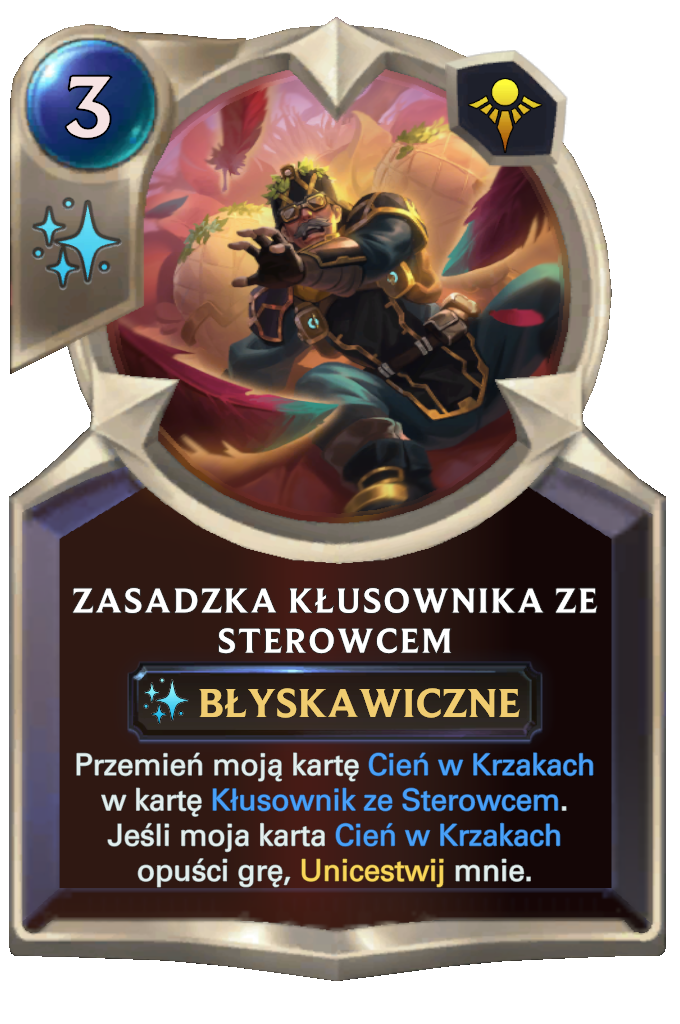 3
ZASADZKA KŁUSOWNIKA ZE
STEROWCEM
BŁYSKAWICZNE
Przemień moją kartę Cień w Krzakach
w kartę Kłusownik ze Sterowcem.
Jeśli moja karta Cień w Krzakach
opuści grę, Unicestwij mnie.